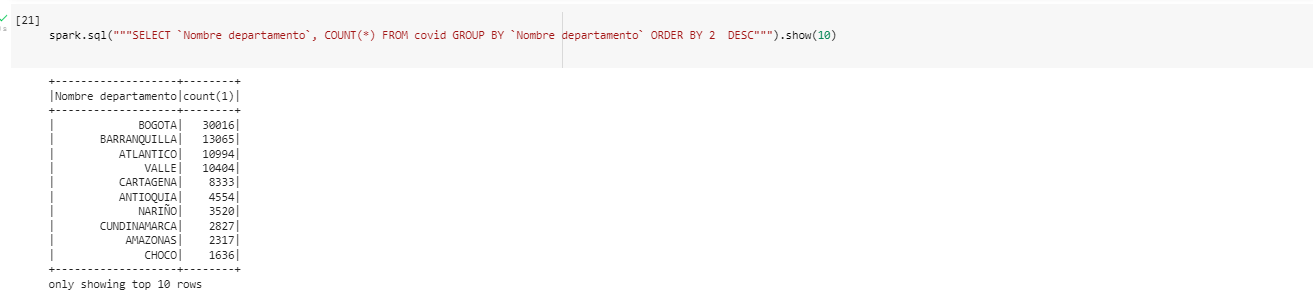 [21]
spark.sql("""SELECT `Nombre departamento`, COUNT(*) FROM covid GROUP BY `Nombre departamento` ORDER BY 2  DESC""").show(10)
+-------------------+--------+
|Nombre departamento|count(1)|
+-------------------+--------+
|             BOGOTA|   30016|
|       BARRANQUILLA|   13065|
|          ATLANTICO|   10994|
|              VALLE|   10404|
|          CARTAGENA|    8333|
|          ANTIOQUIA|    4554|
|             NARIÑO|    3520|
|       CUNDINAMARCA|    2827|
|           AMAZONAS|    2317|
|              CHOCO|    1636|
+-------------------+--------+
only showing top 10 rows